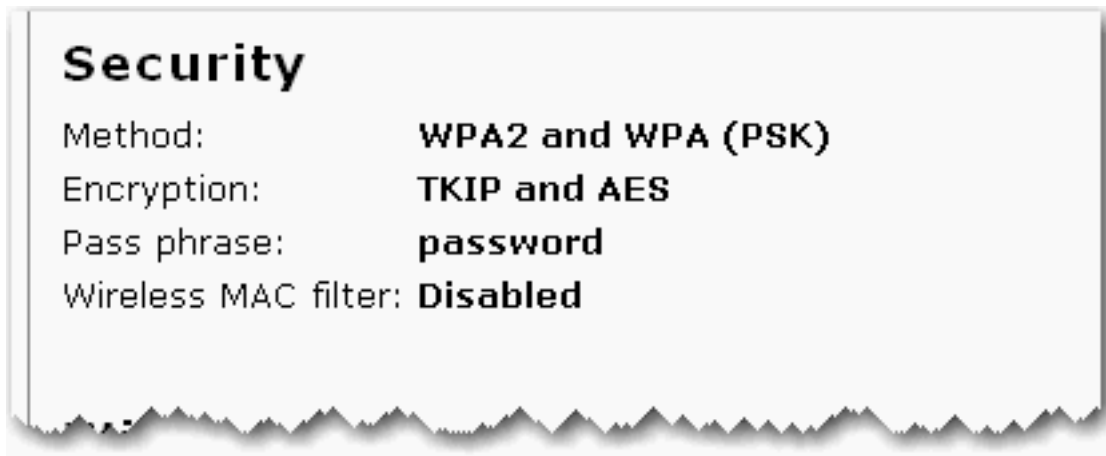 Security
Method: WPA2 and WPA (PSK)
Encryption: TKIP and AES
Pass phrase: password
Wireless MAC filter: Disabled